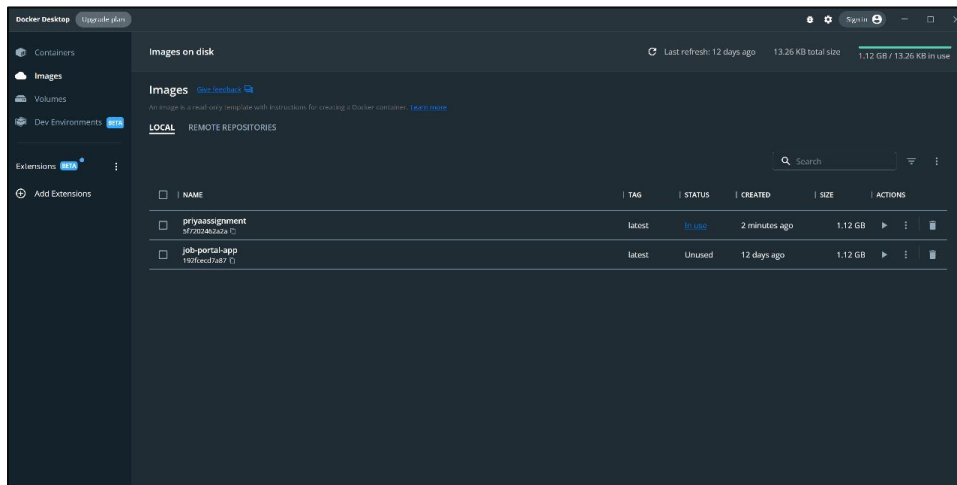 Docker Desktop Upgrade plan Sign in
Containers
Images
Volumes
Dev Environments BETA
Extensions BETA
Add Extensions
Images on disk Last refresh: 12 days ago 13.26 KB total size 1.12 GB / 13.26 KB in use
Images Give feedback
An image is a read-only template with instructions for creating a Docker container. Learn more
LOCAL REMOTE REPOSITORIES
Search
NAME TAG STATUS CREATED SIZE ACTIONS
priyaassignment latest In use 2 minutes ago 1.12 GB
5f7202462a2a
job-portal-app latest Unused 12 days ago 1.12 GB
192fcecd7a87